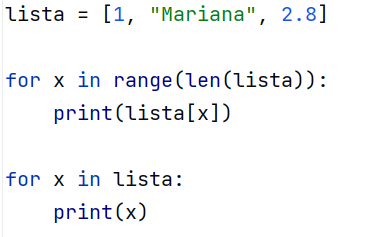 lista = [1, "Mariana", 2.8]
for x in range(len(lista)):
    print(lista[x])
for x in lista:
    print(x)